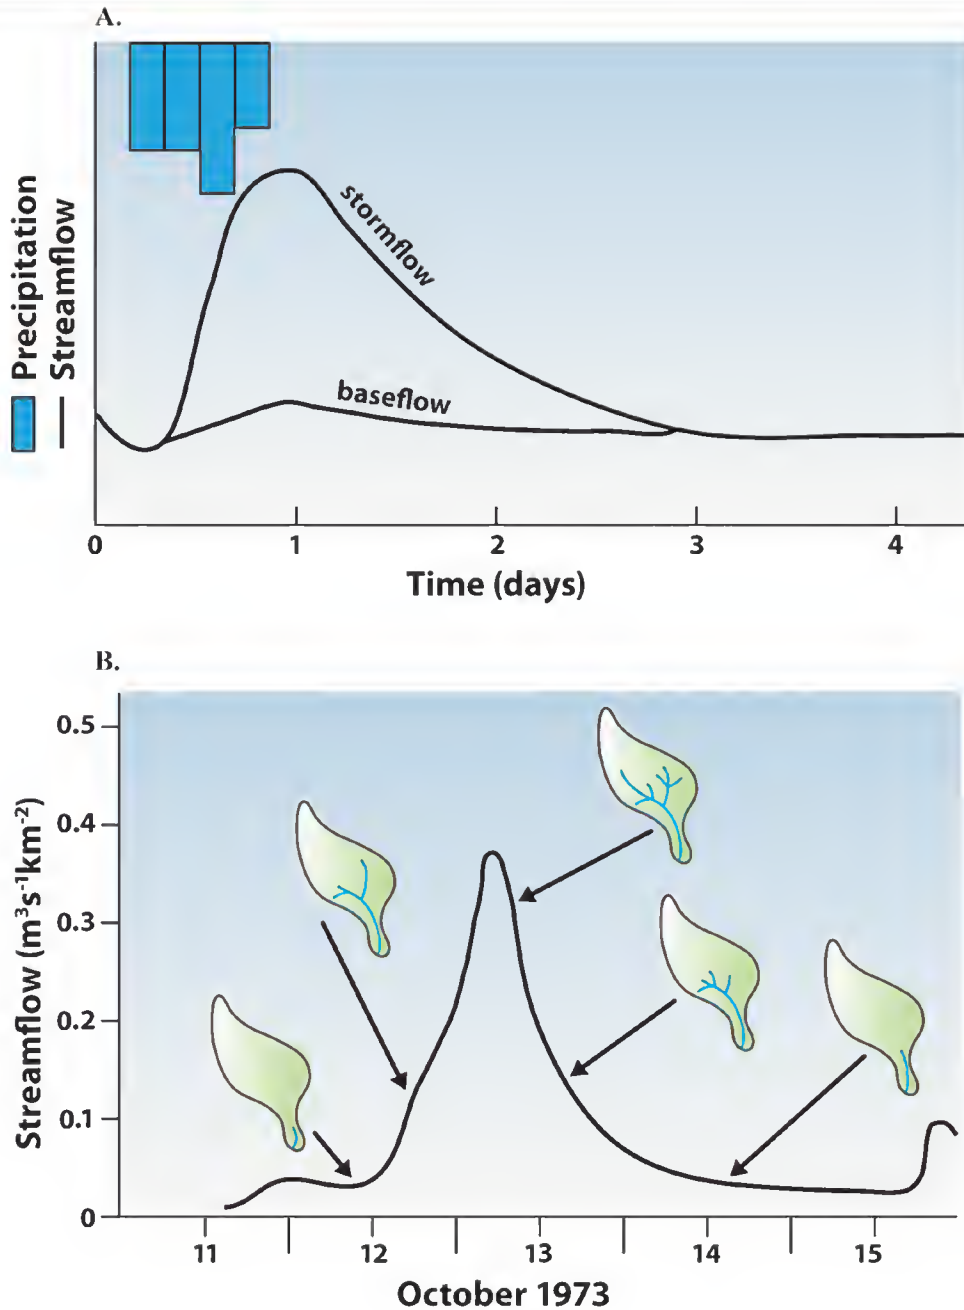 A.
Precipitation
Streamflow
stormflow
baseflow
0 1 2 3 4
Time (days)
B.
Streamflow (m³s⁻¹km⁻²)
0.5
0.4
0.3
0.2
0.1
0
11 12 13 14 15
October 1973